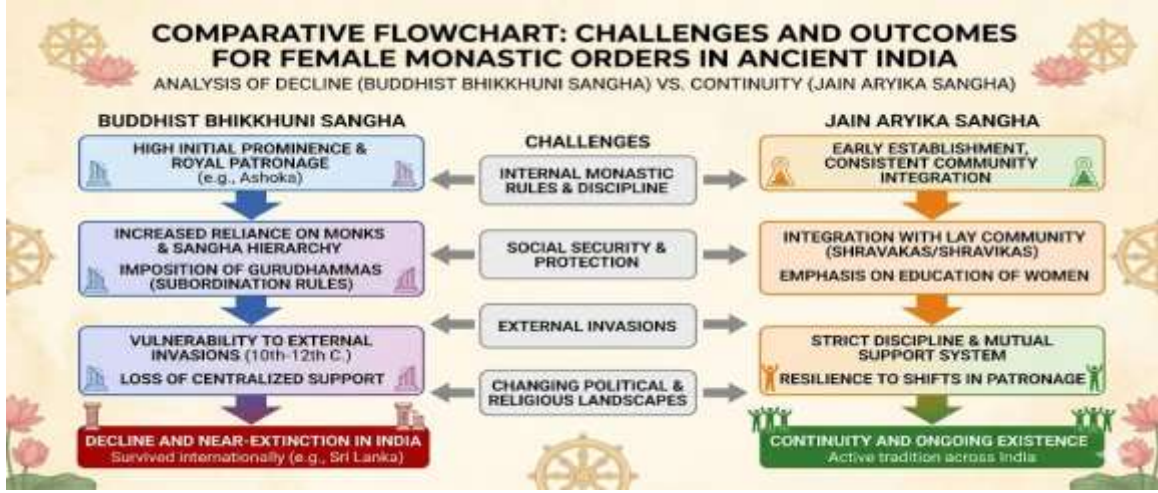 COMPARATIVE FLOWCHART: CHALLENGES AND OUTCOMES
FOR FEMALE MONASTIC ORDERS IN ANCIENT INDIA
ANALYSIS OF DECLINE (BUDDHIST BHIKKHUNI SANGHA) VS. CONTINUITY (JAIN ARYIKA SANGHA)
BUDDHIST BHIKKHUNI SANGHA
HIGH INITIAL PROMINENCE &
ROYAL PATRONAGE
(e.g., Ashoka)
INCREASED RELIANCE ON MONKS
& SANGHA HIERARCHY
IMPOSITION OF GURUDHAMMAS
(SUBORDINATION RULES)
VULNERABILITY TO EXTERNAL
INVASIONS (10th-12th C.)
LOSS OF CENTRALIZED SUPPORT
DECLINE AND NEAR-EXTINCTION IN INDIA
Survived internationally (e.g., Sri Lanka)
CHALLENGES
INTERNAL MONASTIC
RULES & DISCIPLINE
SOCIAL SECURITY &
PROTECTION
EXTERNAL INVASIONS
CHANGING POLITICAL &
RELIGIOUS LANDSCAPES
JAIN ARYIKA SANGHA
EARLY ESTABLISHMENT,
CONSISTENT COMMUNITY
INTEGRATION
INTEGRATION WITH LAY COMMUNITY
(SHRAVAKAS/SHRAVIKAS)
EMPHASIS ON EDUCATION OF WOMEN
STRICT DISCIPLINE & MUTUAL
SUPPORT SYSTEM
RESILIENCE TO SHIFTS IN PATRONAGE
CONTINUITY AND ONGOING EXISTENCE
Active tradition across India